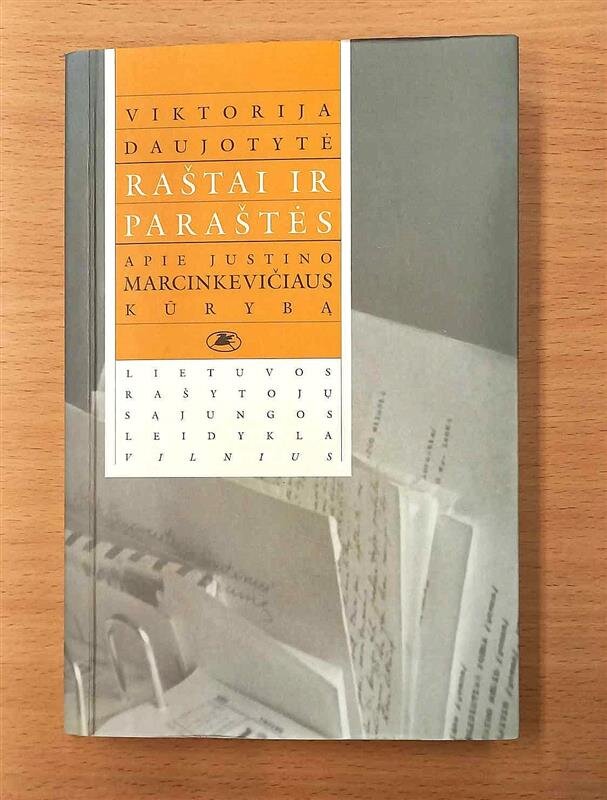 VIKTORIJA
DAUJOTYTĖ
RAŠTAI IR
PARAŠTĖS
APIE JUSTINO
MARCINKEVIČIAUS
KŪRYBĄ
LIETUVOS
RAŠYTOJŲ
SĄJUNGOS
LEIDYKLA
VILNIUS